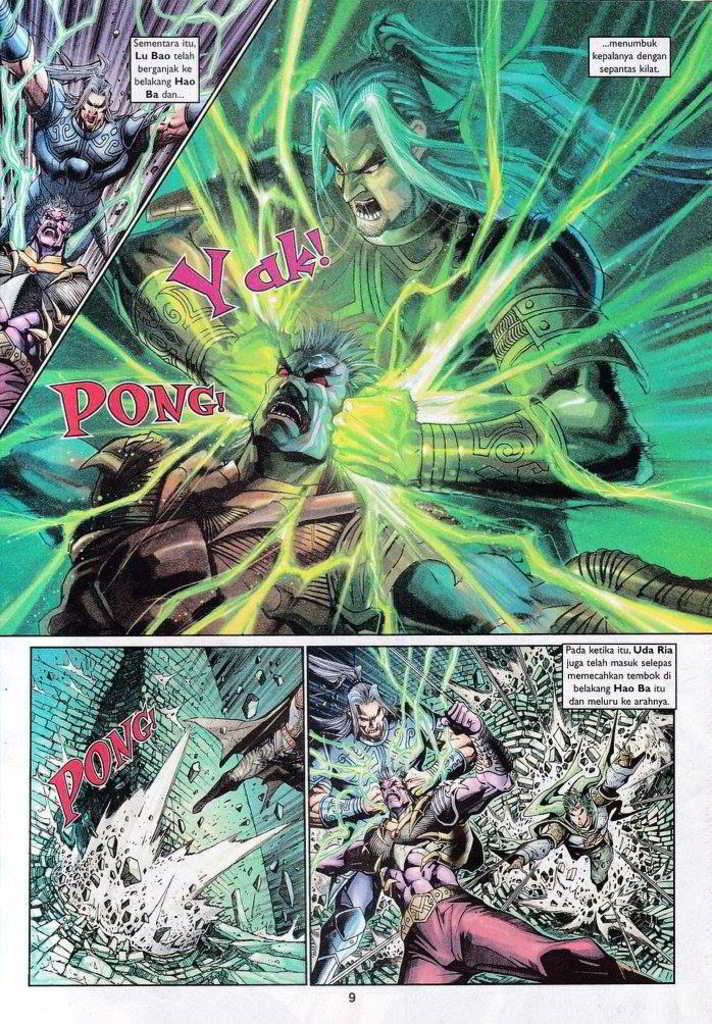 Sementara itu,
Lu Bao telah
berganjak ke
belakang Hao
Ba dan...
...menumbuk
kepalanya dengan
sepantas kilat.
Yak!
PONG!
PONG!
Pada ketika itu, Uda Ria
juga telah masuk selepas
memecahkan tembok di
belakang Hao Ba itu
dan meluru ke arahnya.
9